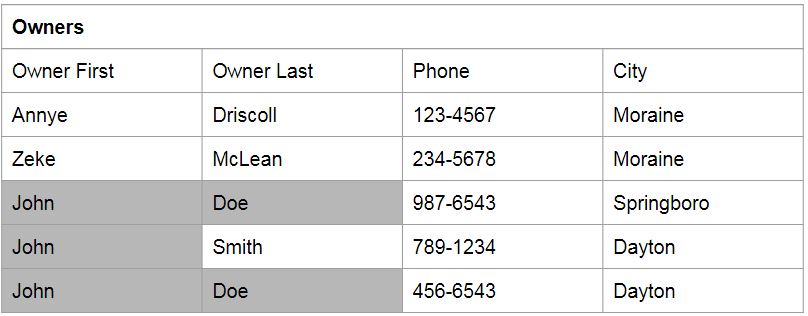 Owners
Owner First Owner Last Phone City
Annye Driscoll 123-4567 Moraine
Zeke McLean 234-5678 Moraine
John Doe 987-6543 Springboro
John Smith 789-1234 Dayton
John Doe 456-6543 Dayton